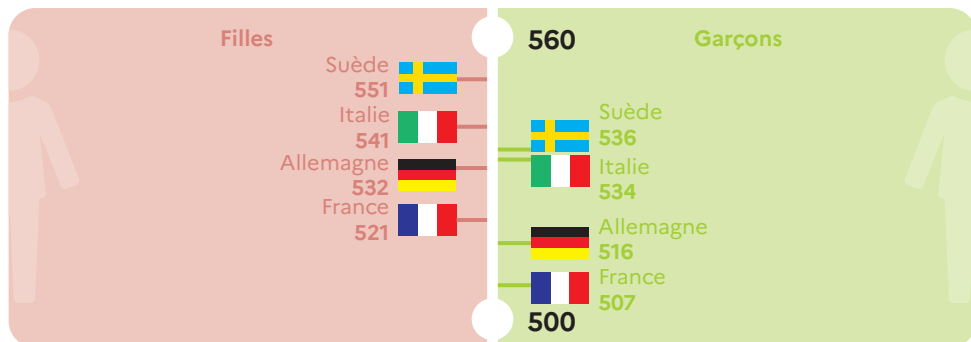 Filles
Suède
551
Italie
541
Allemagne
532
France
521
560
500
Garçons
Suède
536
Italie
534
Allemagne
516
France
507